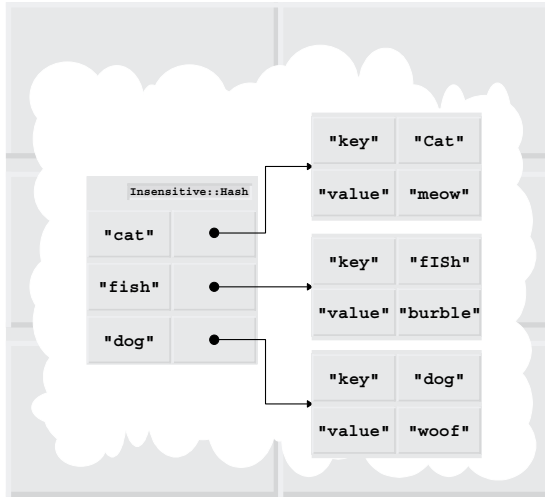 Insensitive::Hash
"cat"
"fish"
"dog"
"key" "Cat"
"value" "meow"
"key" "fISh"
"value" "burble"
"key" "dog"
"value" "woof"